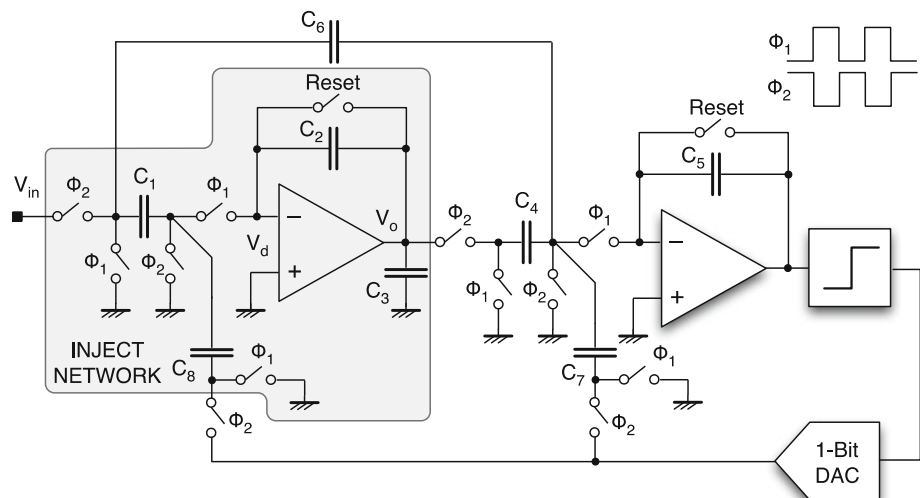 C6
Φ1
Φ2
Reset
C2
Reset
C5
Vin
Φ2
C1
Φ1
Φ1
Φ2
Vd
−
+
Vo
C3
Φ2
C4
Φ1
Φ1
Φ2
−
+
INJECT
NETWORK
C8
Φ1
Φ2
C7
Φ1
Φ2
1-Bit
DAC